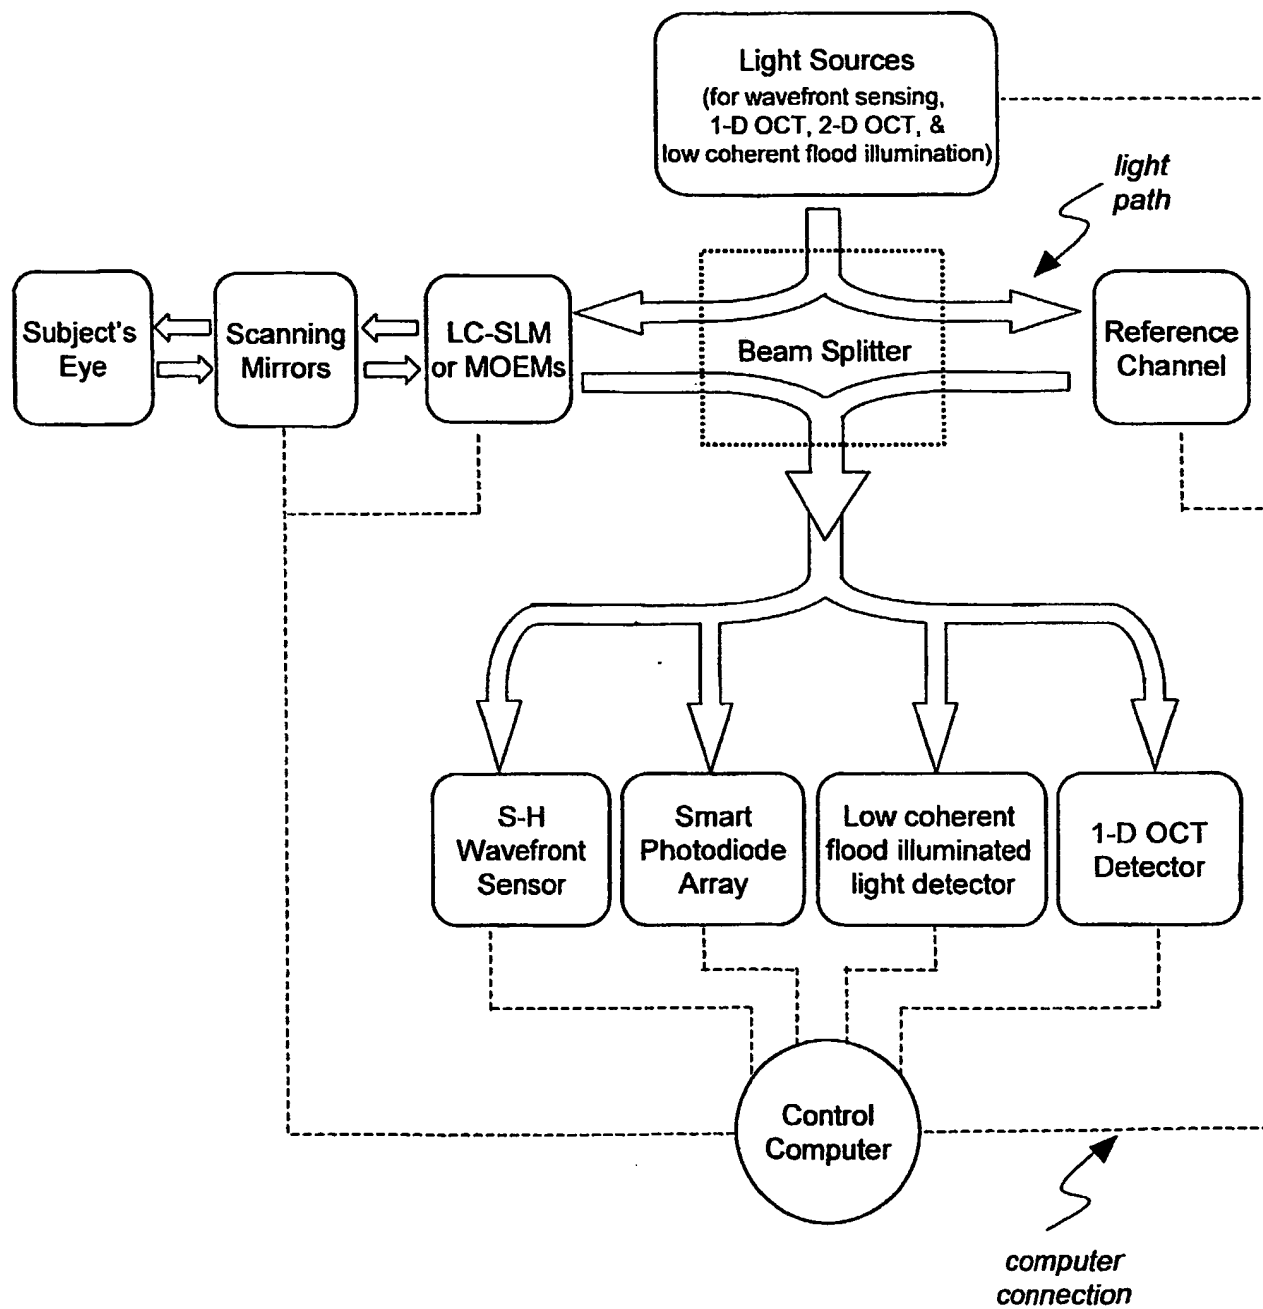 Light Sources
(for wavefront sensing,
1-D OCT, 2-D OCT, &
low coherent flood illumination)
light
path
Subject's
Eye
Scanning
Mirrors
LC-SLM
or MOEMs
Beam Splitter
Reference
Channel
S-H
Wavefront
Sensor
Smart
Photodiode
Array
Low coherent
flood illuminated
light detector
1-D OCT
Detector
Control
Computer
computer
connection